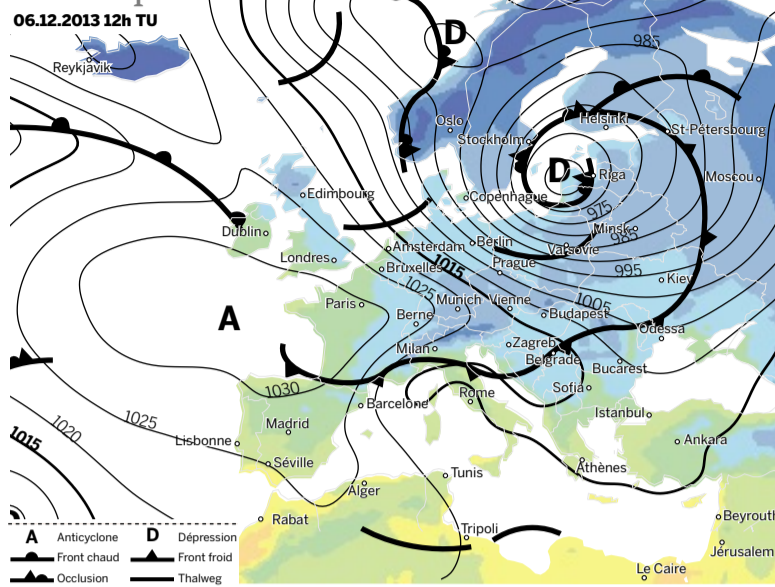 06.12.2013 12h TU
D
985
Reykjavik
Oslo
Helsinki
St-Pétersbourg
Stockholm
D
Riga
Moscou
Edimbourg
Copenhague
975
Dublin
Minsk
985
Amsterdam
Berlin
Varsovie
Londres
Bruxelles
1015
Prague
995
Kiev
1025
Paris
Munich
Vienne
1005
A
Berne
Budapest
Odessa
Milan
Zagreb
Belgrade
Bucarest
1030
Rome
Sofia
Barcelone
1025
Madrid
Istanbul
1020
1015
Lisbonne
Ankara
Séville
Athènes
Tunis
Alger
Rabat
Tripoli
Beyrouth
Jérusalem
Le Caire
A Anticyclone D Dépression
Front chaud Front froid
Occlusion Thalweg